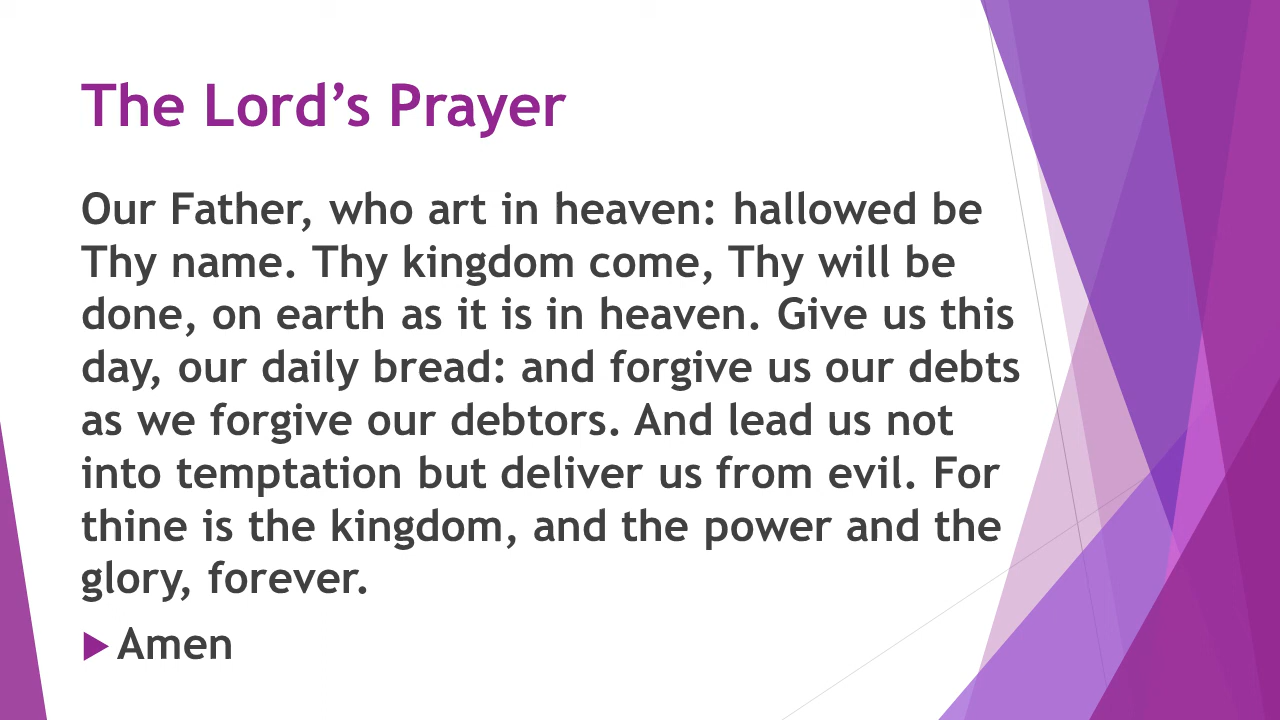 The Lord’s Prayer
Our Father, who art in heaven: hallowed be
Thy name. Thy kingdom come, Thy will be
done, on earth as it is in heaven. Give us this
day, our daily bread: and forgive us our debts
as we forgive our debtors. And lead us not
into temptation but deliver us from evil. For
thine is the kingdom, and the power and the
glory, forever.
Amen